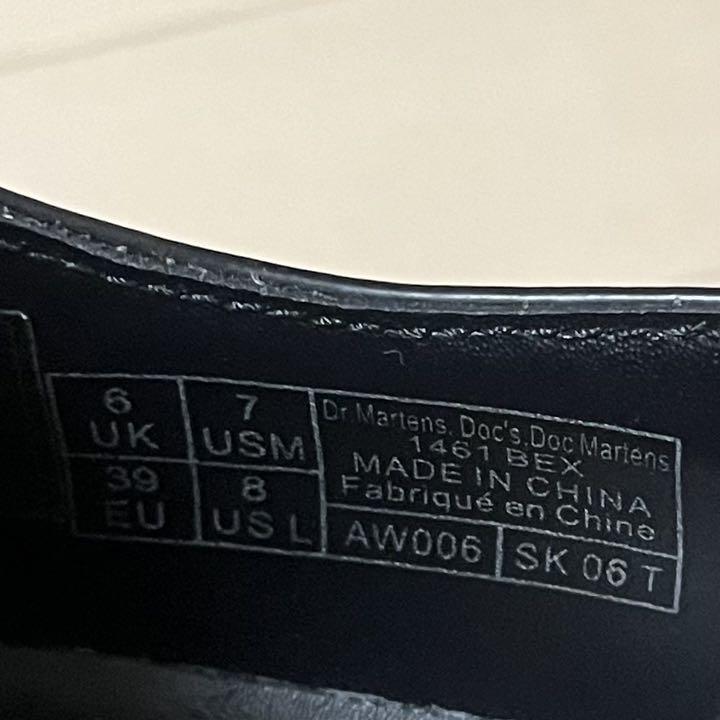 6 UK
7 USM
39 EU
8 US L
Dr.Martens, Doc's, Doc Martens
1461 BEX
MADE IN CHINA
Fabriqué en Chine
AW006
SK 06 T